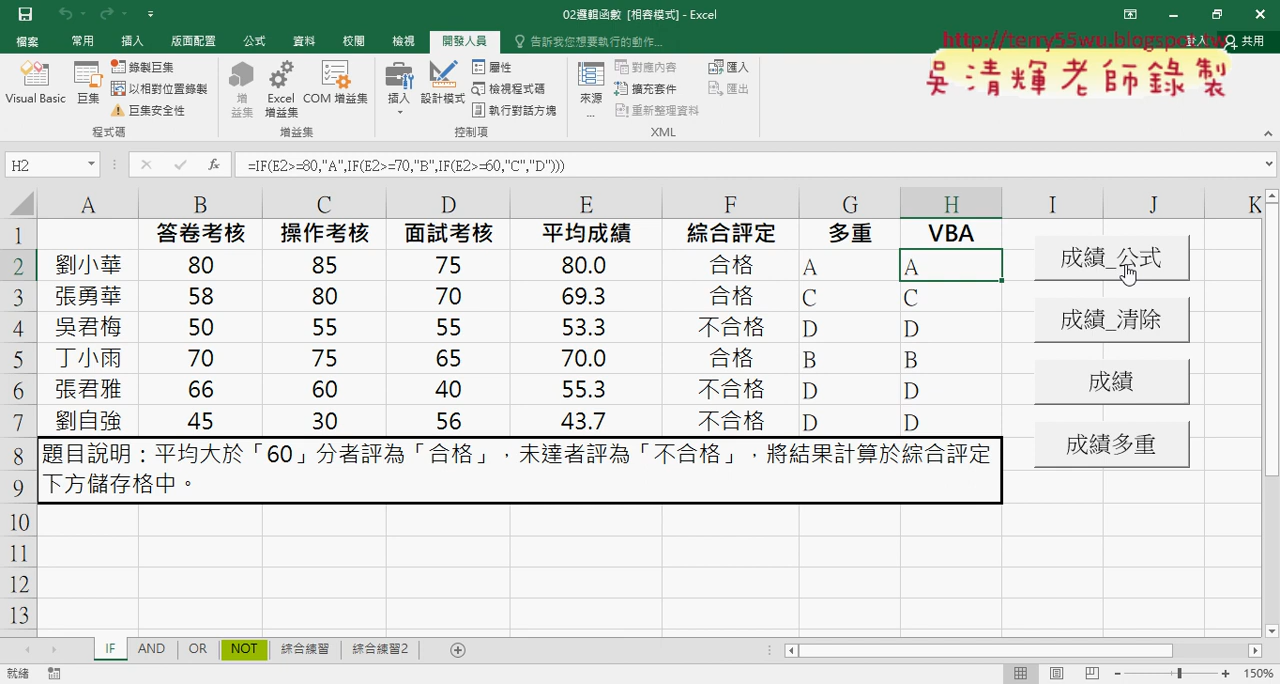 02邏輯函數 [相容模式] - Excel
檔案 常用 插入 版面配置 公式 資料 校閱 檢視 開發人員 告訴我您想要執行的動作... 登入 共用
http://terry55wu.blogspot.tw
吳清輝老師錄製
Visual Basic 巨集 錄製巨集 以相對位置錄製 巨集安全性 程式碼
增益集 Excel 增益集 COM 增益集 增益集
插入 設計模式 屬性 檢視程式碼 執行對話方塊 控制項
來源... 對應內容 擴充套件 重新整理資料 匯入 匯出 XML
H2 fx =IF(E2>=80,"A",IF(E2>=70,"B",IF(E2>=60,"C","D")))
A B C D E F G H I J K
1 答卷考核 操作考核 面試考核 平均成績 綜合評定 多重 VBA
2 劉小華 80 85 75 80.0 合格 A A 成績_公式
3 張勇華 58 80 70 69.3 合格 C C
成績_清除
4 吳君梅 50 55 55 53.3 不合格 D D
5 丁小雨 70 75 65 70.0 合格 B B
成績
6 張君雅 66 60 40 55.3 不合格 D D
7 劉自強 45 30 56 43.7 不合格 D D
成績多重
8 題目說明：平均大於「60」分者評為「合格」，未達者評為「不合格」，將結果計算於綜合評定
9 下方儲存格中。
10
11
12
13
IF AND OR NOT 綜合練習 綜合練習2
就緒 150%